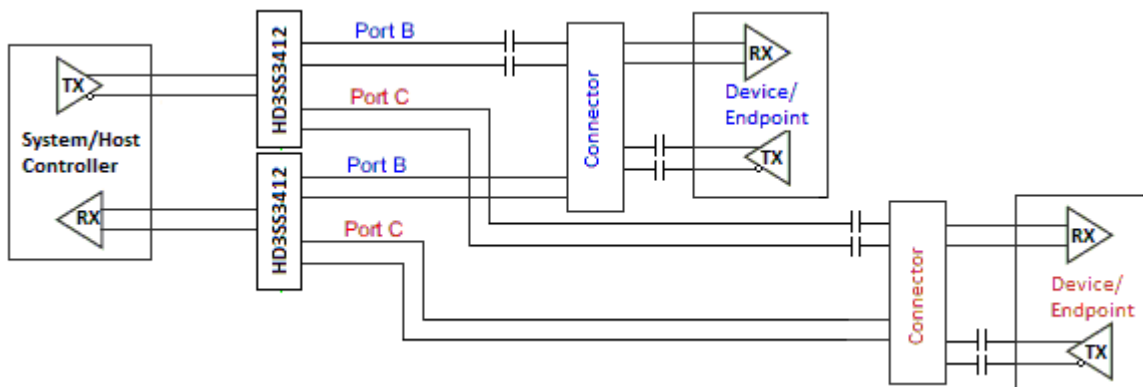 TX
System/Host
Controller
RX
HD3SS3412
HD3SS3412
Port B
Port C
Port B
Port C
Connector
RX
Device/
Endpoint
TX
Connector
RX
Device/
Endpoint
TX